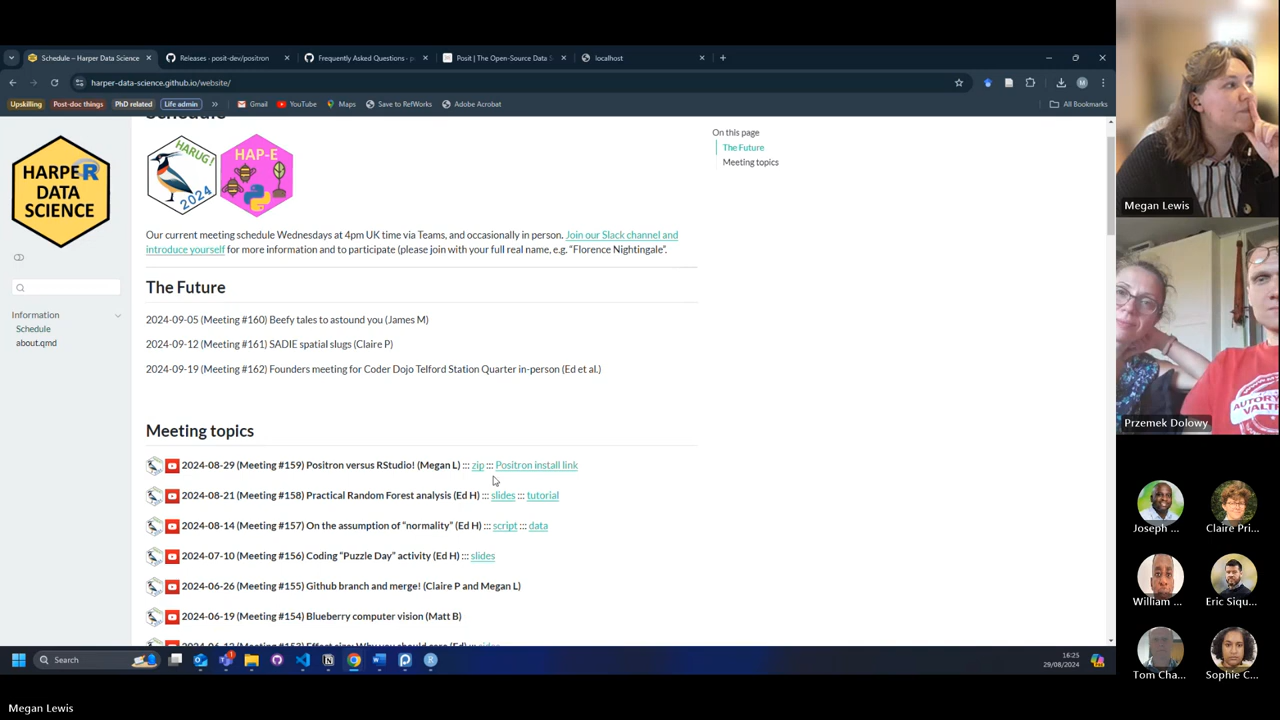 Schedule – Harper Data Science
Releases · posit-dev/positron
Frequently Asked Questions · p
Posit | The Open-Source Data S
localhost
harper-data-science.github.io/website/
Upskilling
Post-doc things
PhD related
Life admin
Gmail
YouTube
Maps
Save to RefWorks
Adobe Acrobat
All Bookmarks
M
HARPER
DATA
SCIENCE
Information
Schedule
about.qmd
Schedule
HARUG!
2024
HAP-E
Our current meeting schedule Wednesdays at 4pm UK time via Teams, and occasionally in person. Join our Slack channel and
introduce yourself for more information and to participate (please join with your full real name, e.g. “Florence Nightingale”.
The Future
2024-09-05 (Meeting #160) Beefy tales to astound you (James M)
2024-09-12 (Meeting #161) SADIE spatial slugs (Claire P)
2024-09-19 (Meeting #162) Founders meeting for Coder Dojo Telford Station Quarter in-person (Ed et al.)
Meeting topics
2024-08-29 (Meeting #159) Positron versus RStudio! (Megan L) ::: zip ::: Positron install link
2024-08-21 (Meeting #158) Practical Random Forest analysis (Ed H) ::: slides ::: tutorial
2024-08-14 (Meeting #157) On the assumption of “normality” (Ed H) ::: script ::: data
2024-07-10 (Meeting #156) Coding “Puzzle Day” activity (Ed H) ::: slides
2024-06-26 (Meeting #155) Github branch and merge! (Claire P and Megan L)
2024-06-19 (Meeting #154) Blueberry computer vision (Matt B)
On this page
The Future
Meeting topics
Search
16:25
29/08/2024
Megan Lewis
Megan Lewis
AUTORY
VALTR
Przemek Dolowy
Joseph ...
Claire Pri...
William ...
Eric Siqu...
Tom Cha...
Sophie C...